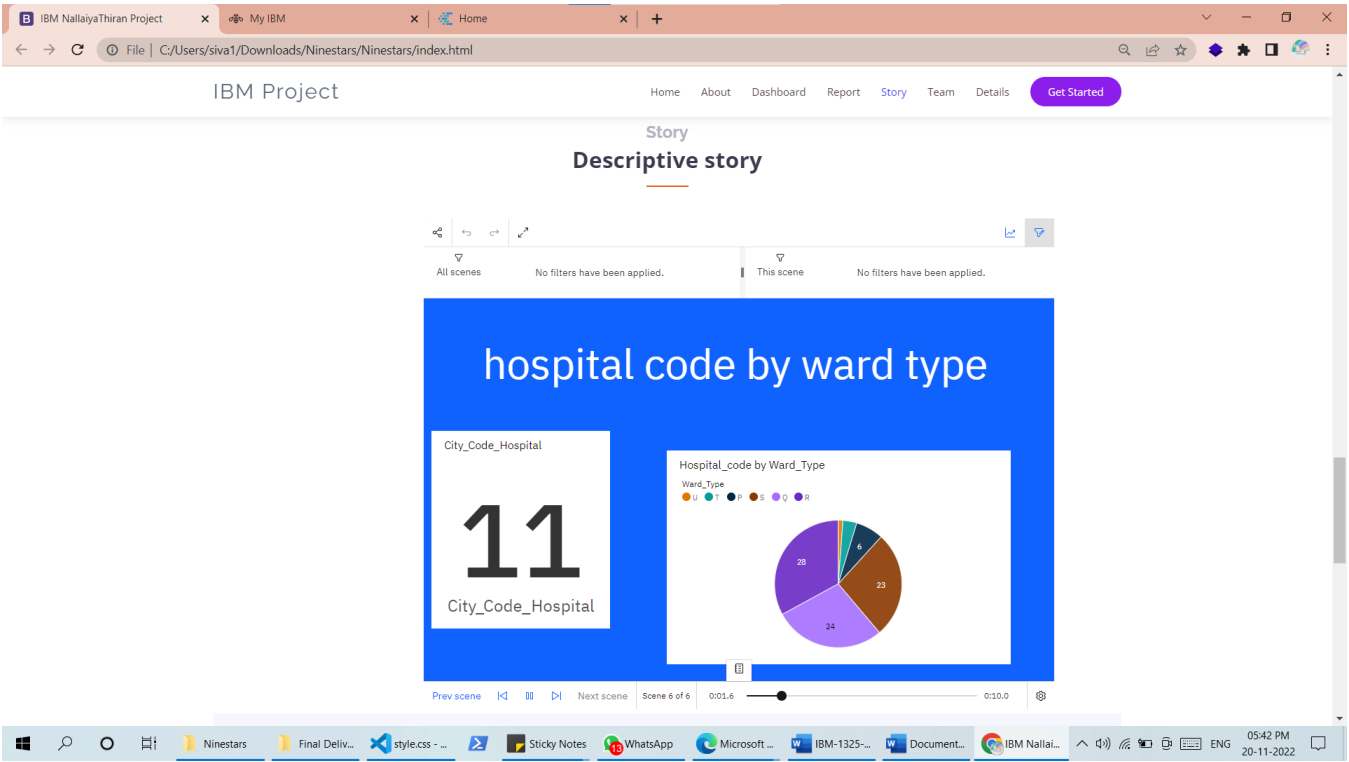 IBM NallaiyaThiran Project
My IBM
Home
File | C:/Users/siva1/Downloads/Ninestars/Ninestars/index.html
IBM Project
Home About Dashboard Report Story Team Details Get Started
Story
Descriptive story
All scenes No filters have been applied. This scene No filters have been applied.
hospital code by ward type
City_Code_Hospital
11
City_Code_Hospital
Hospital_code by Ward_Type
Ward_Type
U T P S Q R
6
28
23
24
Prev scene Next scene Scene 6 of 6 0:01.6 0:10.0
Ninestars Final Deliv... style.css - ... Sticky Notes 13 WhatsApp Microsoft ... IBM-1325-... Document... IBM Nallai... ENG
05:42 PM
20-11-2022